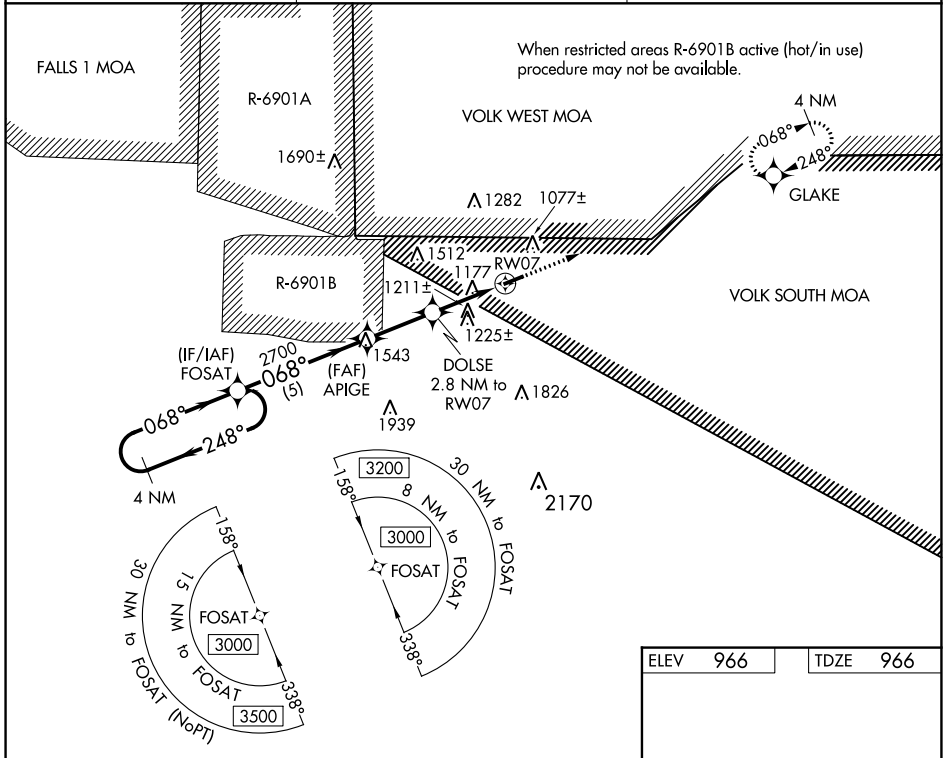 When restricted areas R-6901B active (hot/in use)
procedure may not be available.
FALLS 1 MOA
R-6901A
VOLK WEST MOA
4 NM
068°
248°
GLAKE
1690±
1282
1077±
1512
RW07
1177
R-6901B
1211±
VOLK SOUTH MOA
1225±
(IF/IAF)
FOSAT
2700
068°
(5)
1543
(FAF)
APIGE
DOLSE
2.8 NM to
RW07
1826
1939
068°
248°
4 NM
2170
158°
3200
30 NM to FOSAT
8 NM to FOSAT
3000
FOSAT
338°
158°
30 NM to FOSAT (NoPT)
15 NM to FOSAT
FOSAT
3000
3500
338°
ELEV 966
TDZE 966